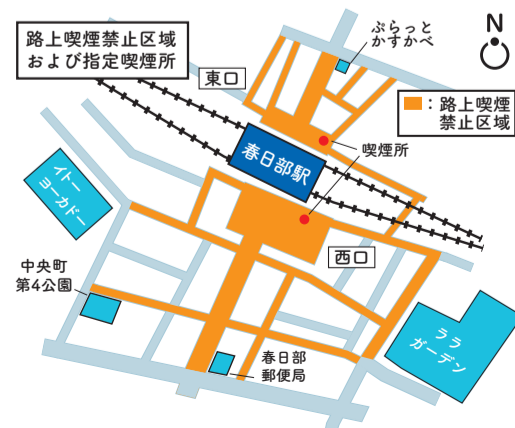 路上喫煙禁止区域
および指定喫煙所
ぷらっと
かすかべ
N
東口
：路上喫煙
禁止区域
喫煙所
春日部駅
イトー
ヨーカドー
西口
中央町
第4公園
ララ
ガーデン
春日部
郵便局